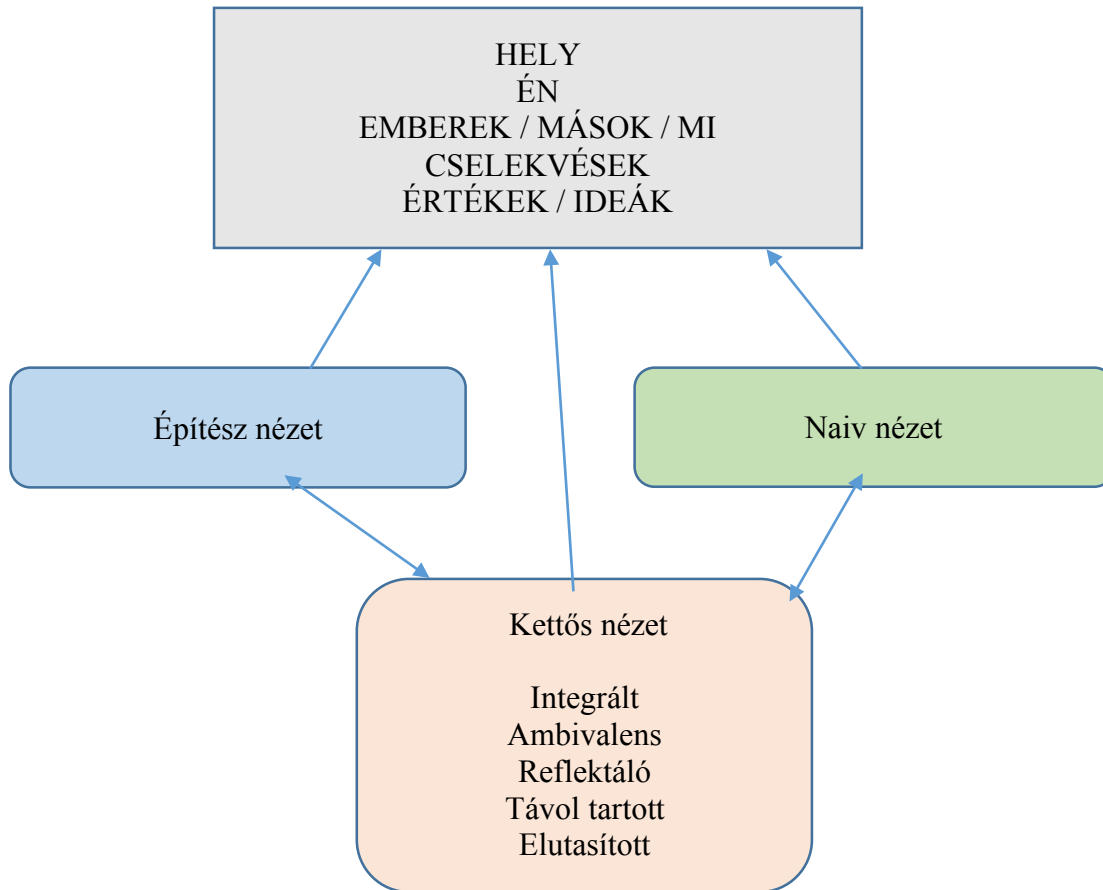 HELY
ÉN
EMBEREK / MÁSOK / MI
CSELEKVÉSEK
ÉRTÉKEK / IDEÁK
Építész nézet
Naiv nézet
Kettős nézet
Integrált
Ambivalens
Reflektáló
Távol tartott
Elutasított